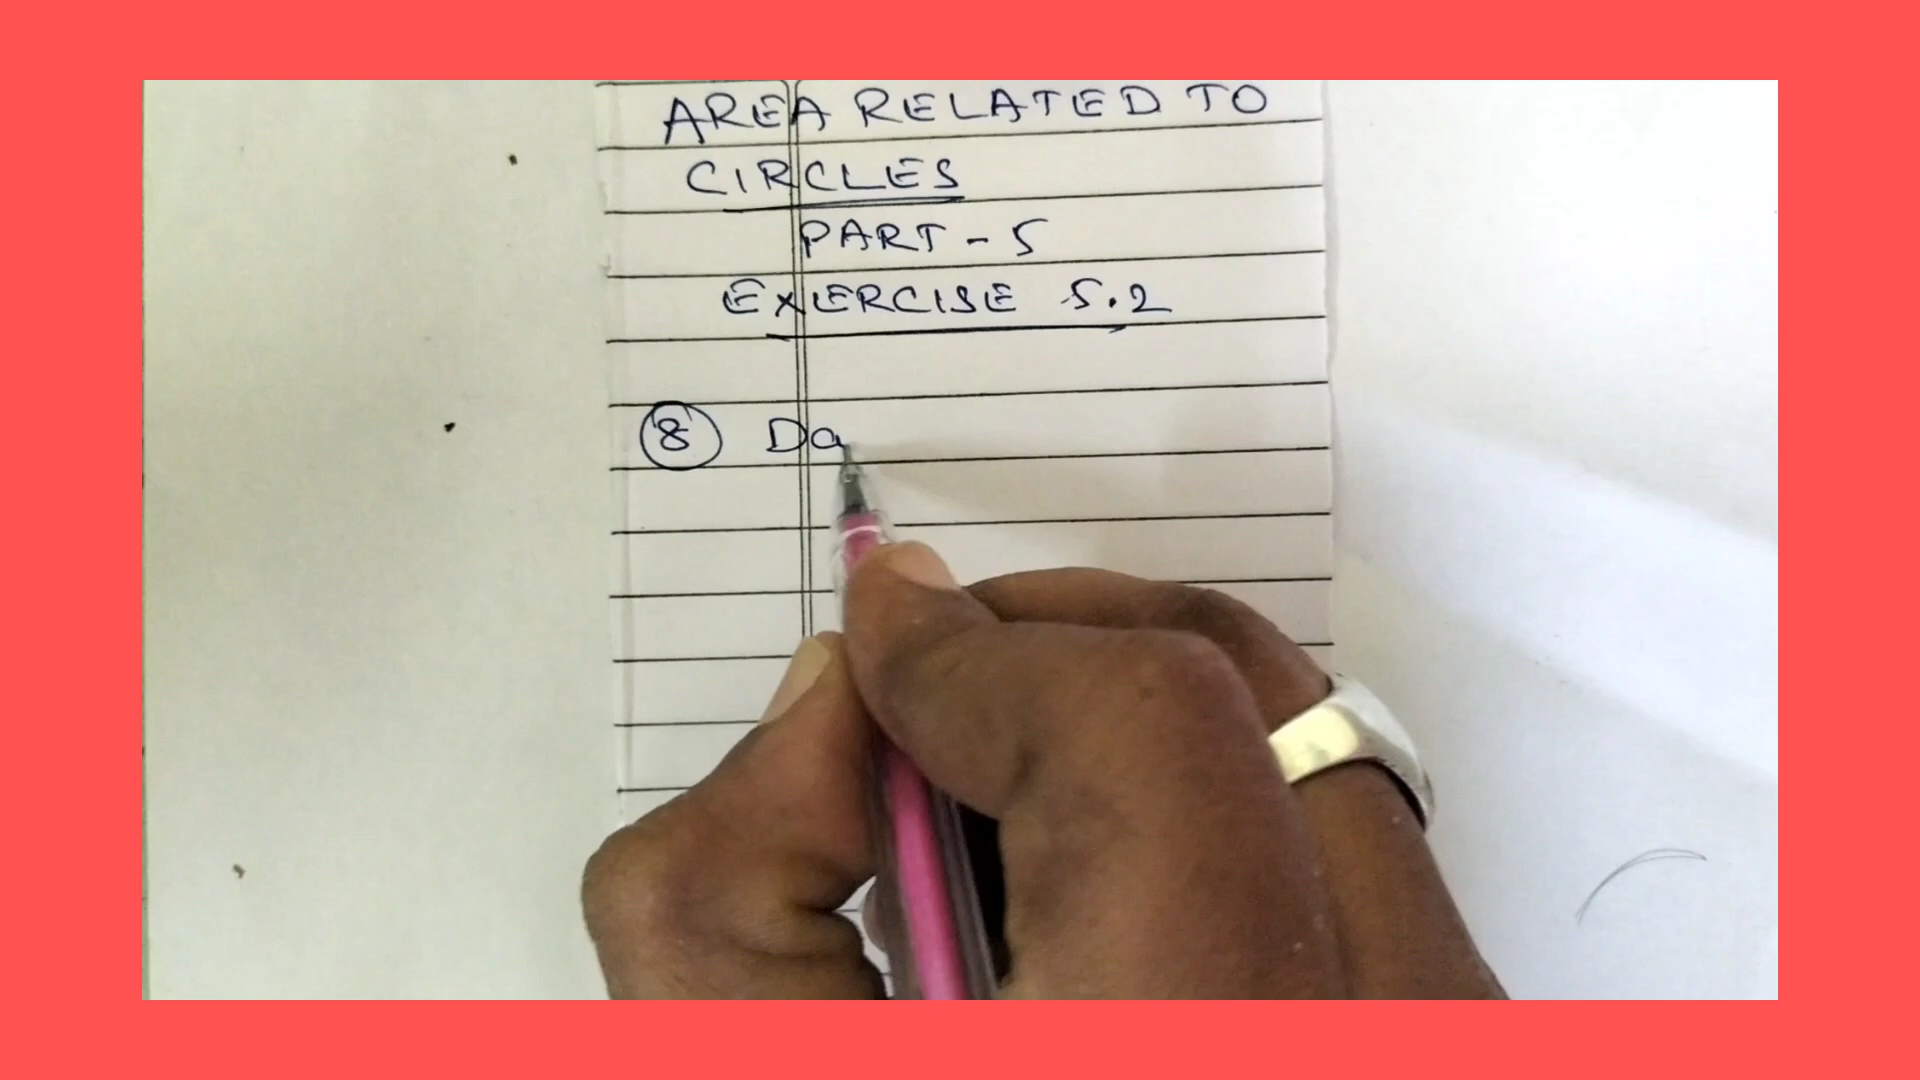 AREA RELATED TO
CIRCLES
PART - 5
EXERCISE 5.2
8 Da